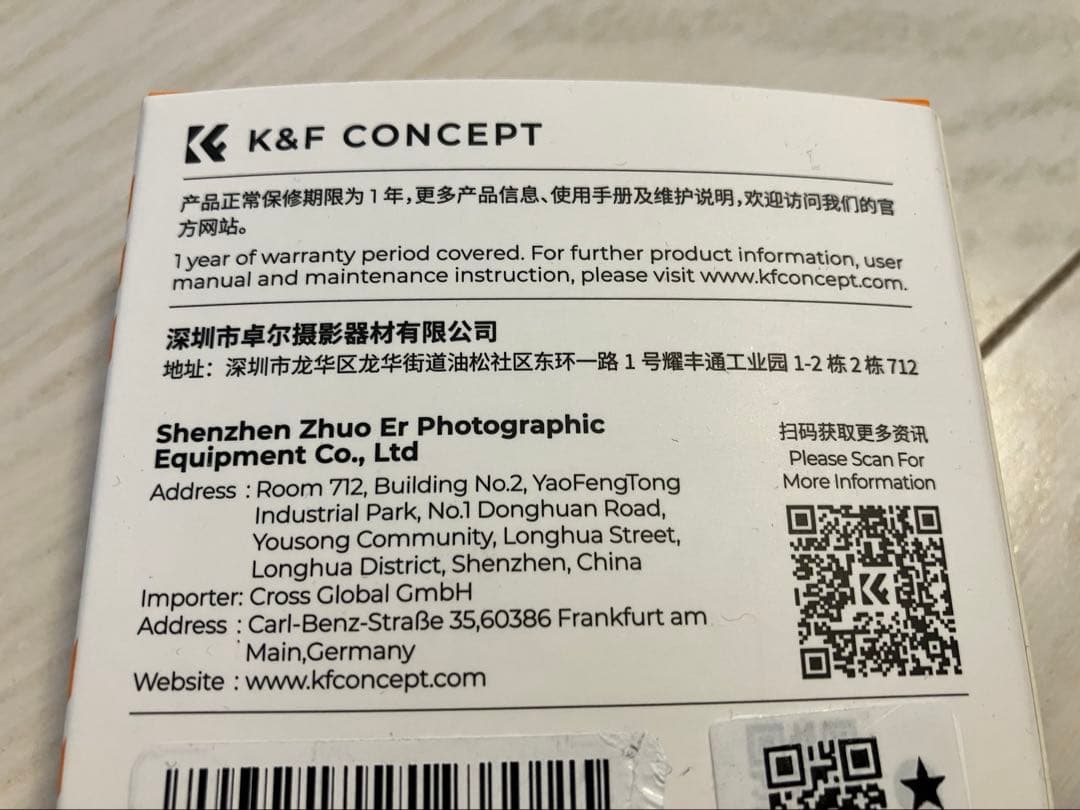 K&F CONCEPT
产品正常保修期限为 1 年，更多产品信息、使用手册及维护说明，欢迎访问我们的官
方网站。
1 year of warranty period covered. For further product information, user
manual and maintenance instruction, please visit www.kfconcept.com.
深圳市卓尔摄影器材有限公司
地址：深圳市龙华区龙华街道油松社区东环一路 1 号耀丰通工业园 1-2 栋 2 栋 712
Shenzhen Zhuo Er Photographic
Equipment Co., Ltd
Address : Room 712, Building No.2, YaoFengTong
Industrial Park, No.1 Donghuan Road,
Yousong Community, Longhua Street,
Longhua District, Shenzhen, China
Importer: Cross Global GmbH
Address : Carl-Benz-Straße 35,60386 Frankfurt am
Main,Germany
Website : www.kfconcept.com
扫码获取更多资讯
Please Scan For
More Information